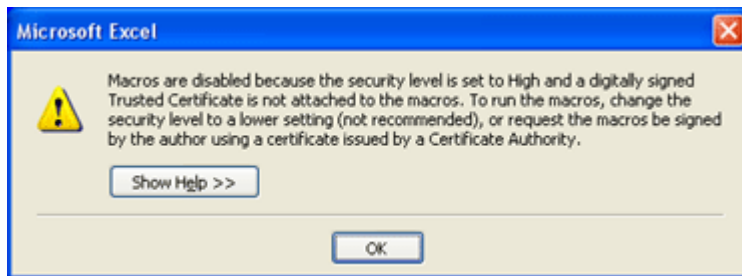 Microsoft Excel
Macros are disabled because the security level is set to High and a digitally signed
Trusted Certificate is not attached to the macros. To run the macros, change the
security level to a lower setting (not recommended), or request the macros be signed
by the author using a certificate issued by a Certificate Authority.
Show Help >>
OK